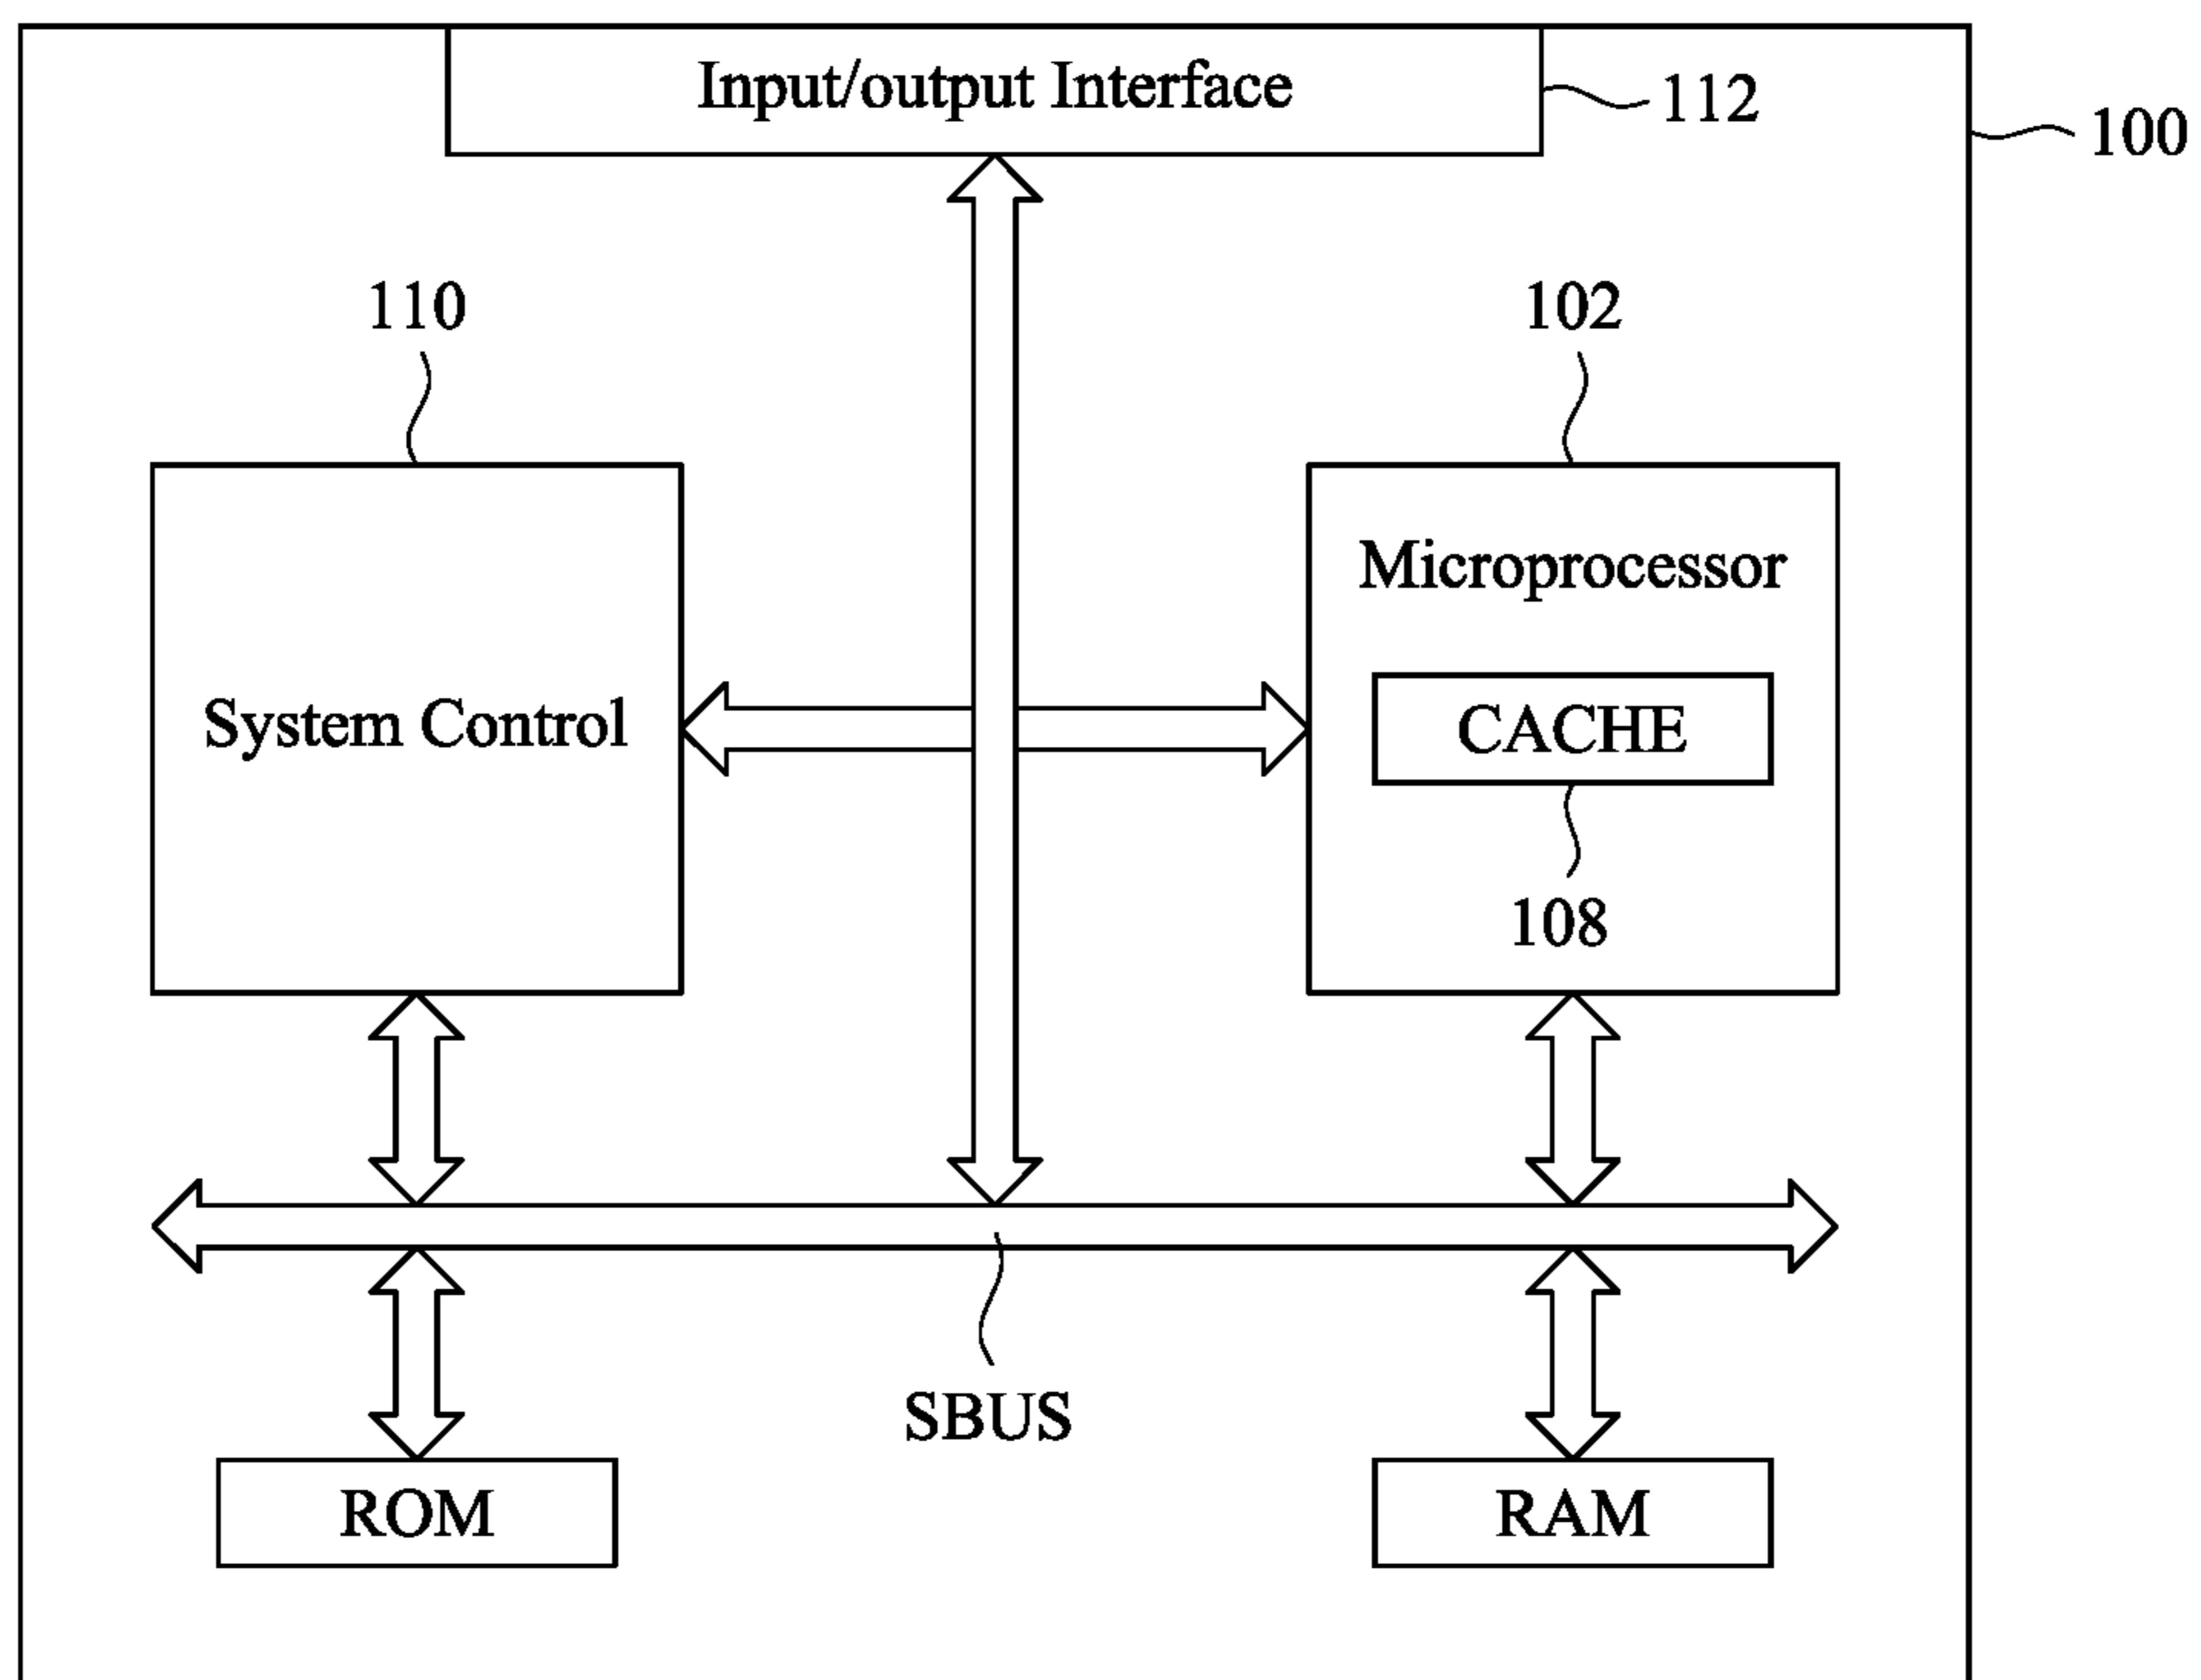 Input/output Interface
112
100
110
102
Microprocessor
System Control
CACHE
108
SBUS
ROM
RAM